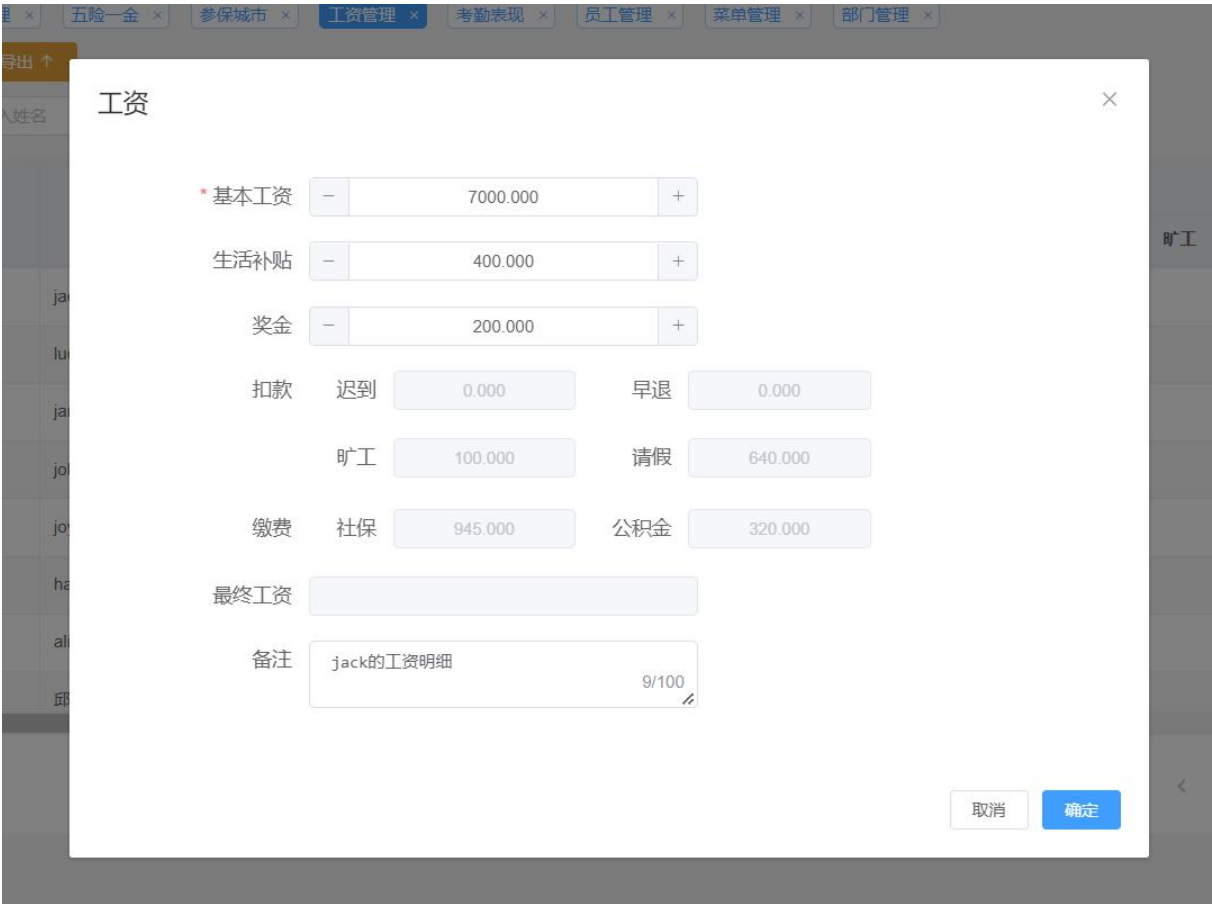 五险一金 参保城市 工资管理 考勤表现 员工管理 菜单管理 部门管理
导出
入姓名
工资
* 基本工资 7000.000
旷工
生活补贴 400.000
奖金 200.000
扣款 迟到 0.000 早退 0.000
旷工 100.000 请假 640.000
缴费 社保 945.000 公积金 320.000
最终工资
备注 jack的工资明细
9/100
邱
取消 确定